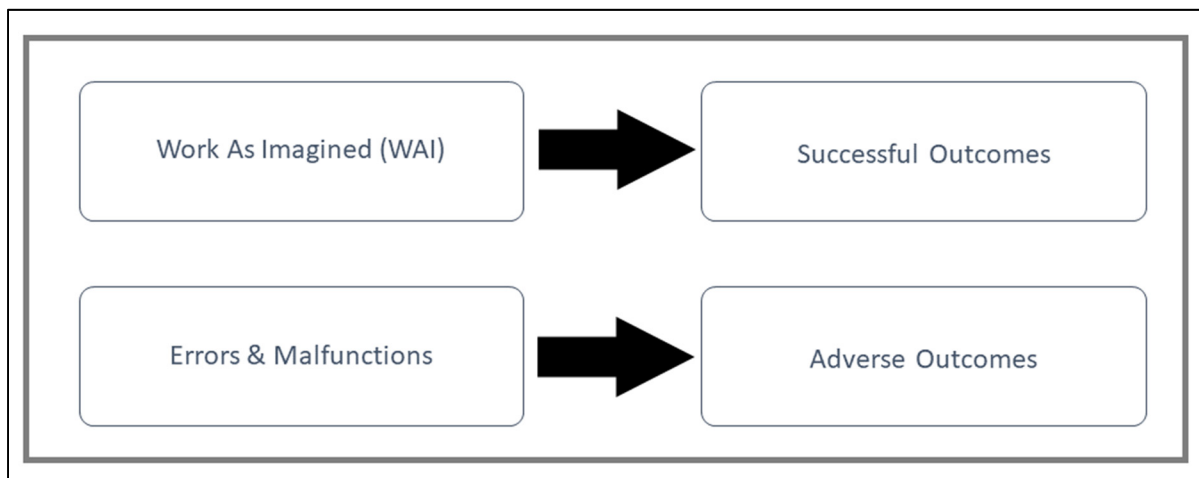 Work As Imagined (WAI)
Successful Outcomes
Errors & Malfunctions
Adverse Outcomes